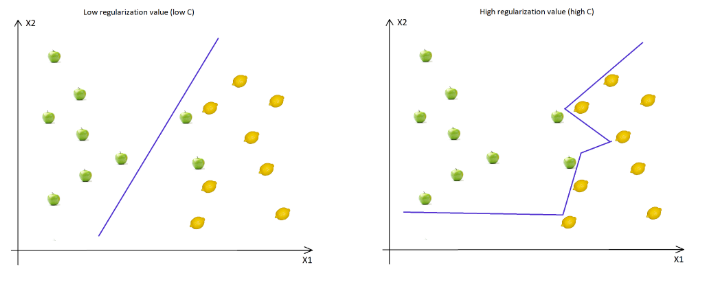 Low regularization value (low C)
High regularization value (high C)
X2
X2
X1
X1